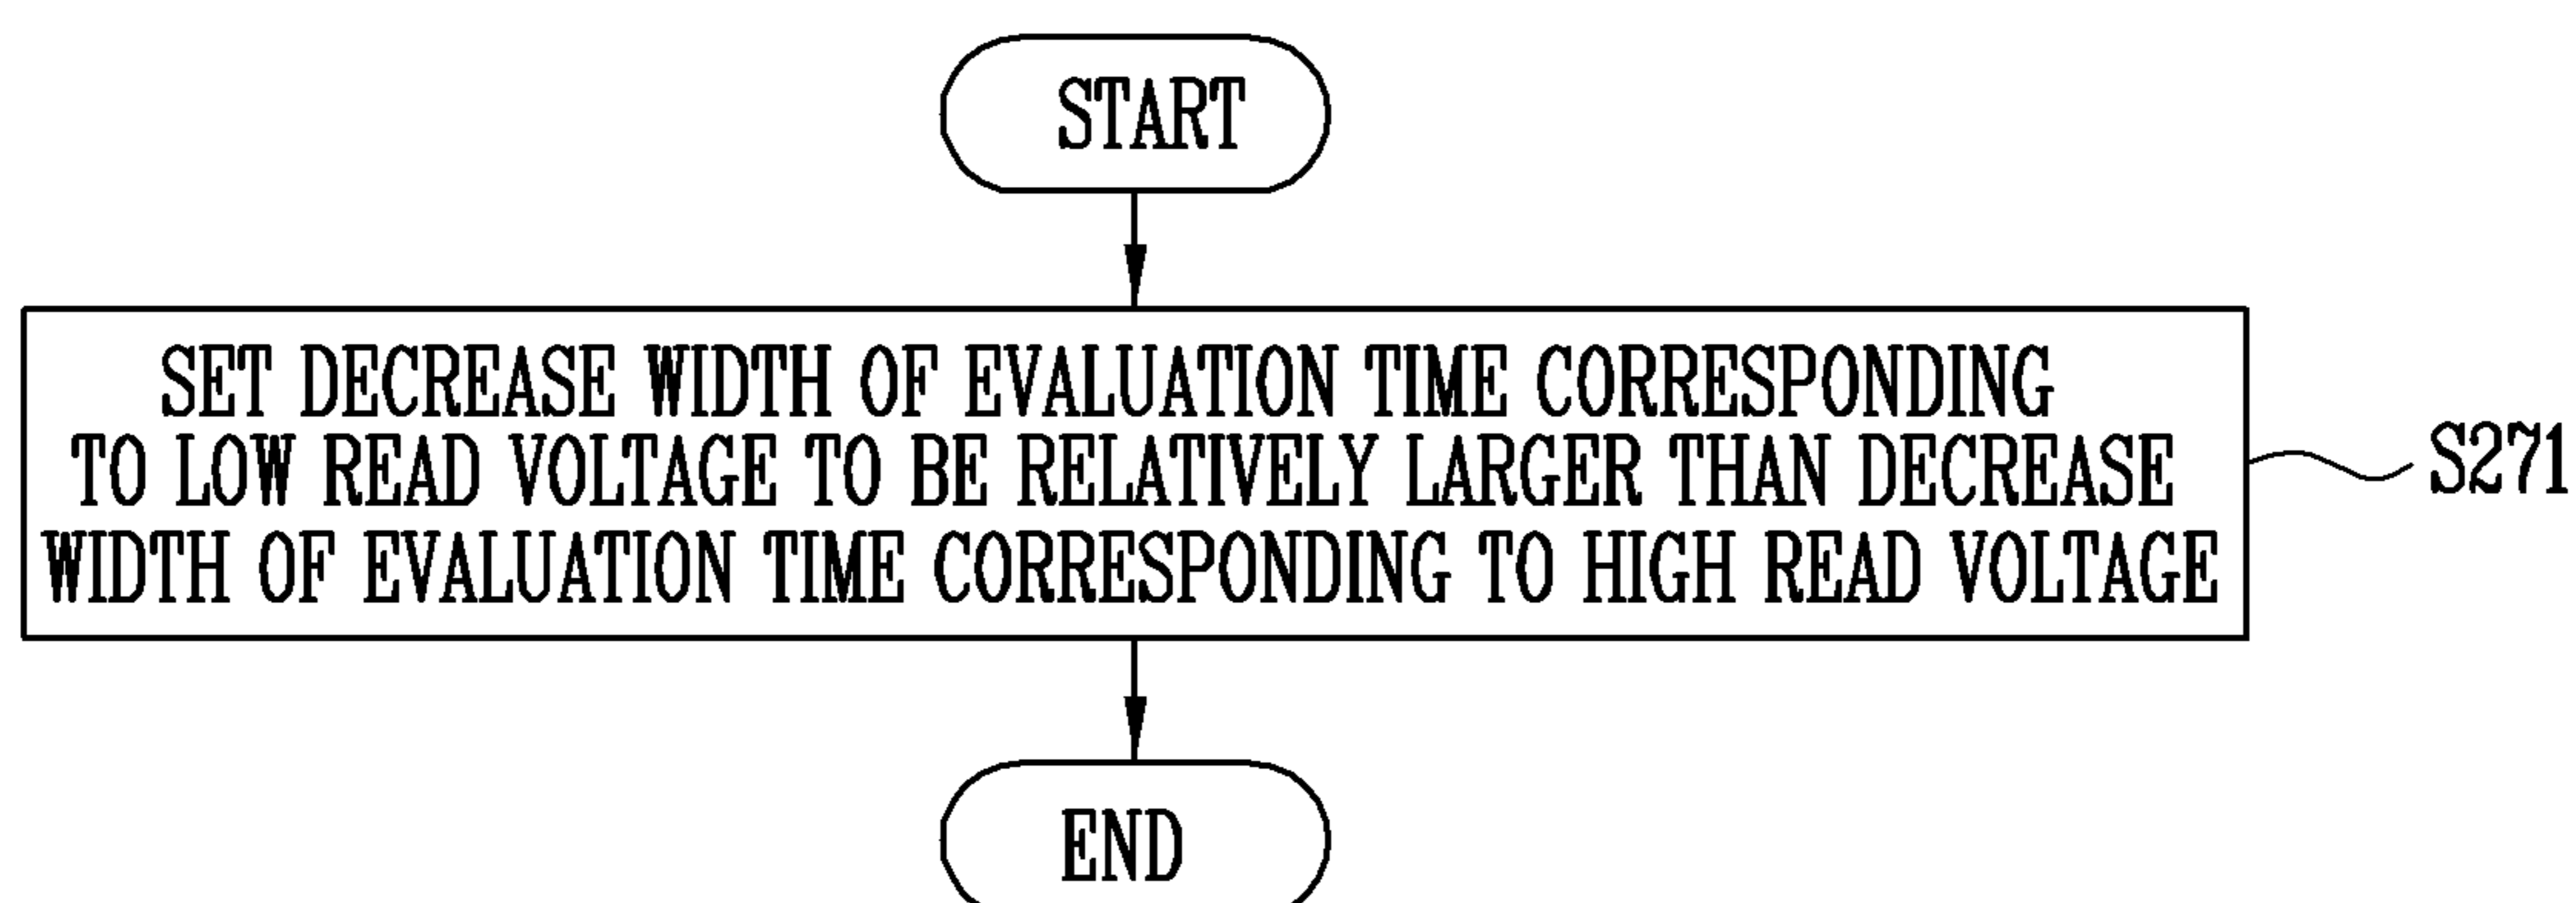 START
SET DECREASE WIDTH OF EVALUATION TIME CORRESPONDING
TO LOW READ VOLTAGE TO BE RELATIVELY LARGER THAN DECREASE
WIDTH OF EVALUATION TIME CORRESPONDING TO HIGH READ VOLTAGE
S271
END